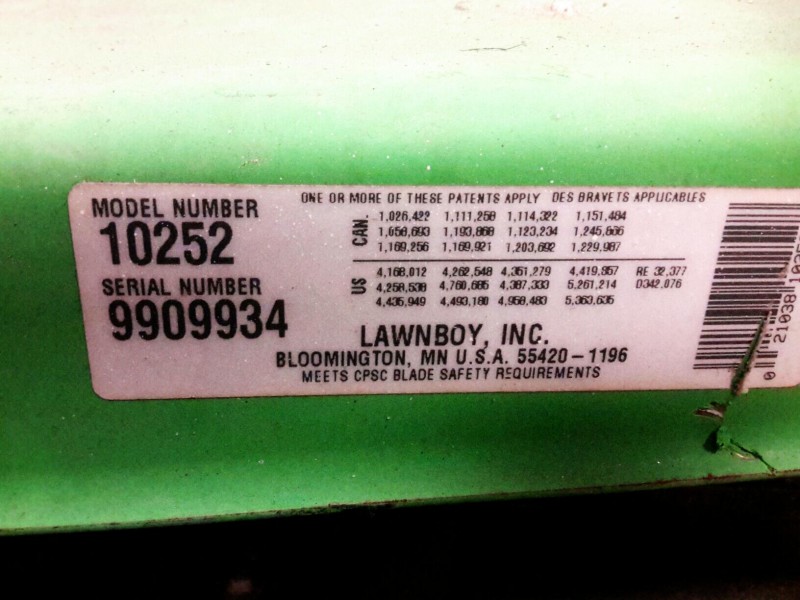 ONE OR MORE OF THESE PATENTS APPLY DES BRAVETS APPLICABLES
MODEL NUMBER
10252
SERIAL NUMBER
9909934
CAN.
1,026,422 1,111,258 1,114,322 1,151,484
1,058,693 1,193,868 1,123,234 1,245,866
1,169,256 1,169,921 1,203,692 1,229,987
US
4,168,012 4,262,548 4,351,279 4,419,857 RE 32,377
4,258,538 4,760,685 4,387,333 5,261,214 D342,076
4,435,949 4,493,180 4,958,483 5,363,635
LAWNBOY, INC.
BLOOMINGTON, MN U.S.A. 55420-1196
MEETS CPSC BLADE SAFETY REQUIREMENTS
0 21038